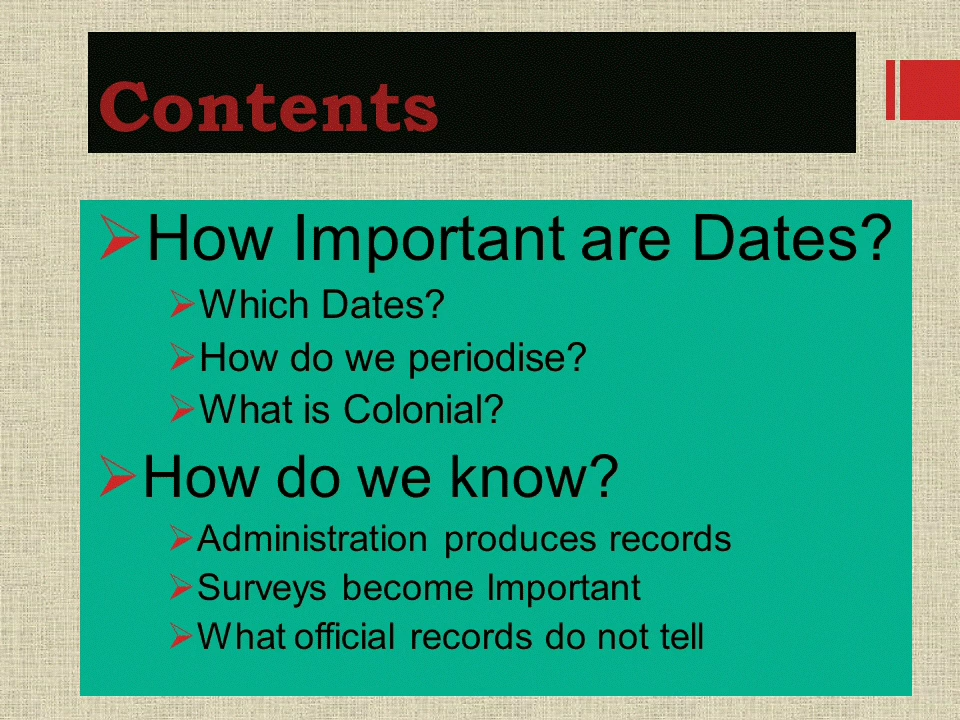 Contents
How Important are Dates?
Which Dates?
How do we periodise?
What is Colonial?
How do we know?
Administration produces records
Surveys become Important
What official records do not tell